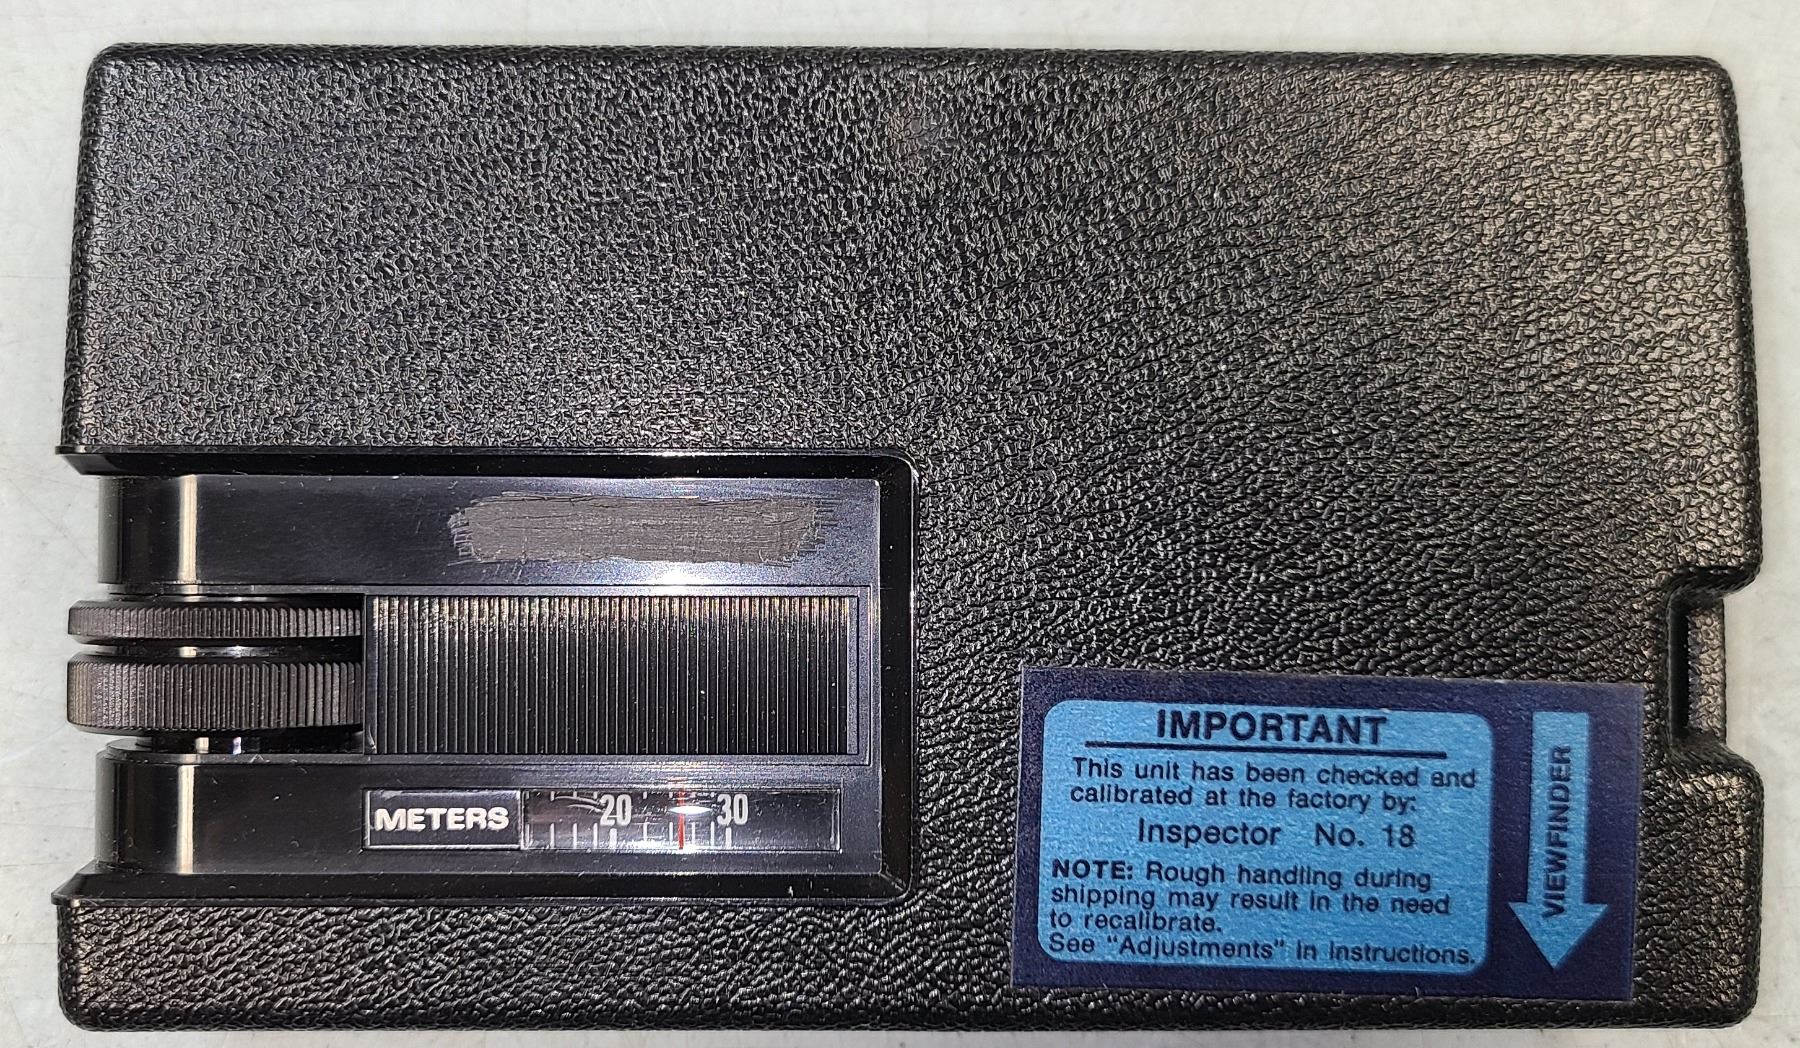 METERS 20 30
IMPORTANT
This unit has been checked and
calibrated at the factory by:
Inspector No. 18
NOTE: Rough handling during
shipping may result in the need
to recalibrate.
See "Adjustments" in instructions.
VIEWFINDER